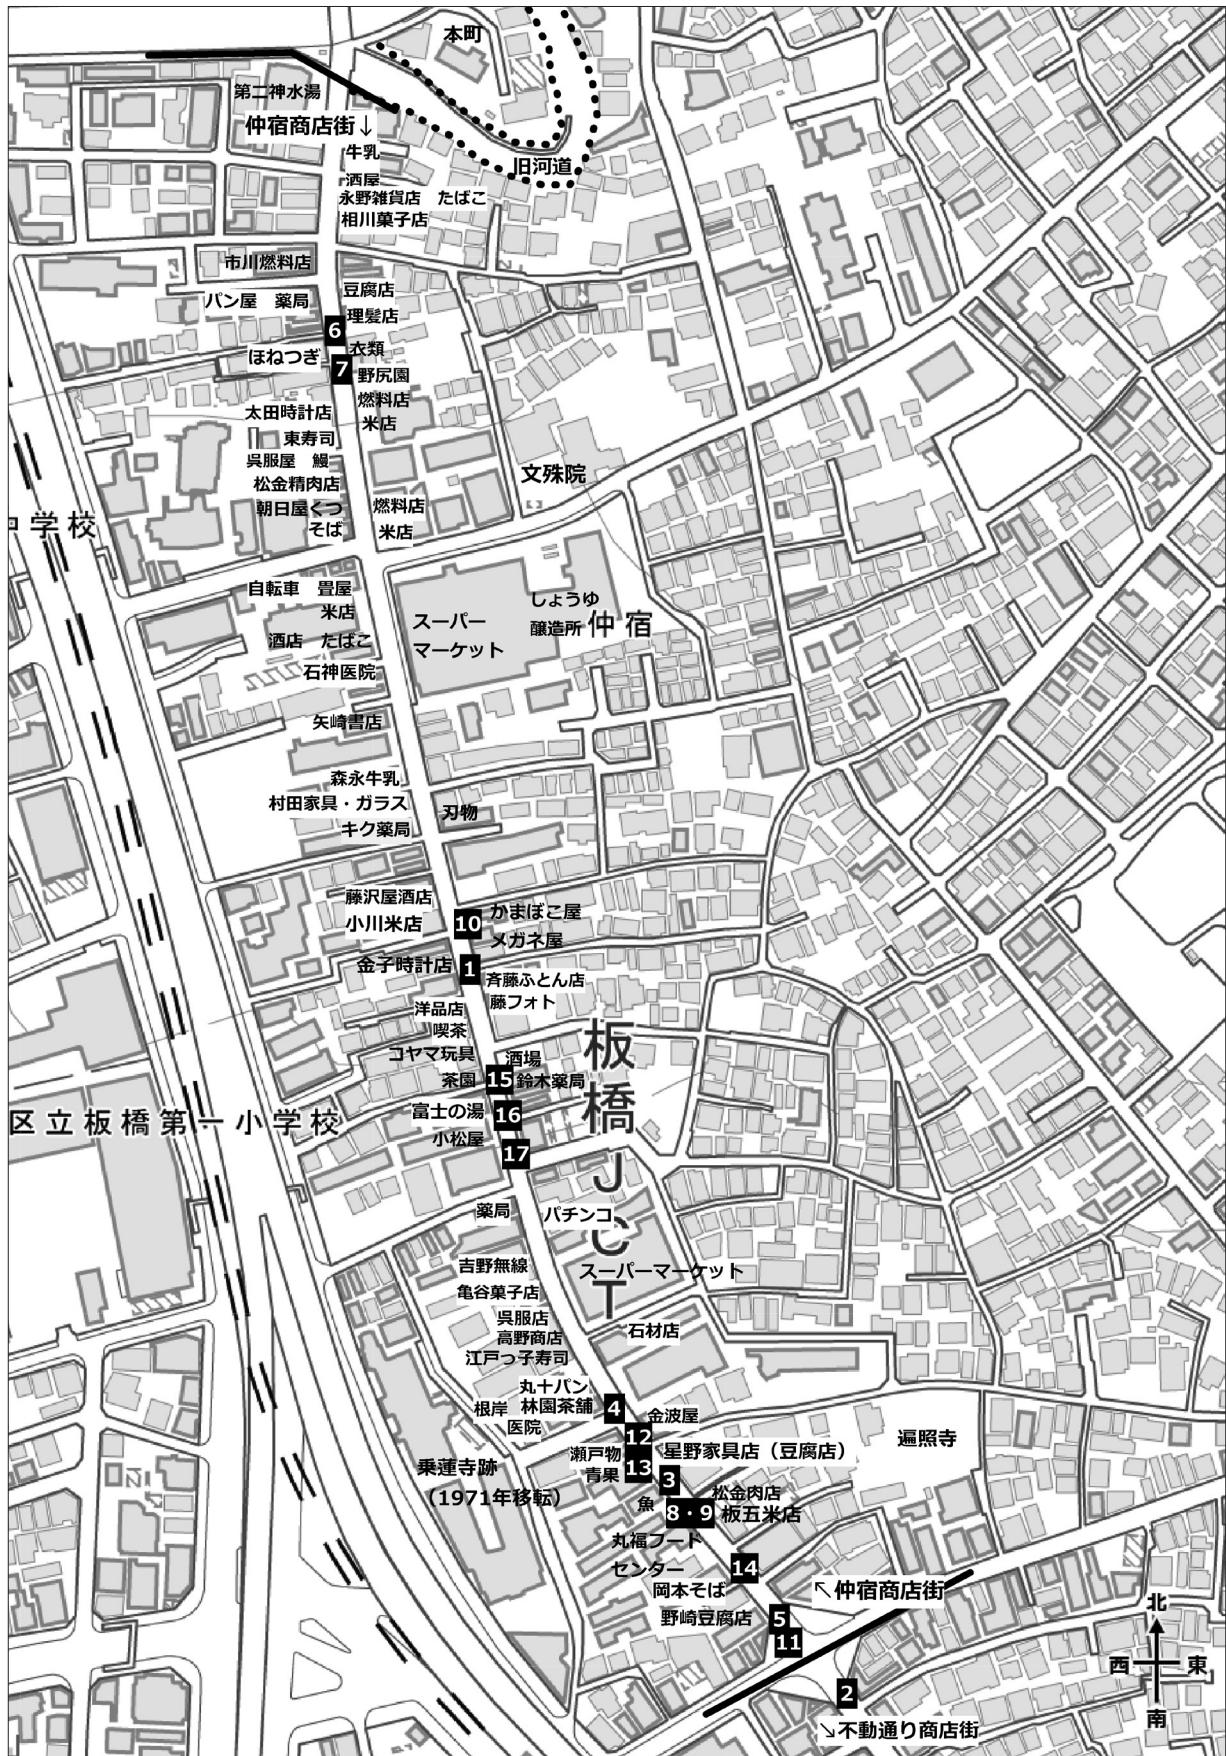 本町
第二神水湯
仲宿商店街↓
牛乳
酒屋
旧河道
永野雑貨店 たばこ
相川菓子店
市川燃料店
豆腐店
パン屋 薬局
理髪店
6
衣類
ほねつぎ
7
野尻園
燃料店
太田時計店
米店
東寿司
呉服屋 鰻
文殊院
松金精肉店
朝日屋くつ
燃料店
そば
米店
中学校
自転車 畳屋
米店
しょうゆ
醸造所
仲宿
スーパー
マーケット
酒店 たばこ
石神医院
矢崎書店
森永牛乳
村田家具・ガラス
キク薬局
刃物
藤沢屋酒店
小川米店
10
かまぼこ屋
メガネ屋
金子時計店
1
斉藤ふとん店
藤フォト
洋品店
喫茶
板橋JCT
コヤマ玩具
酒場
茶園
15
鈴木薬局
富士の湯
16
区立板橋第一小学校
小松屋
17
薬局
パチンコ
吉野無線
スーパーマーケット
亀谷菓子店
呉服店
高野商店
石材店
江戸っ子寿司
丸十パン
根岸
医院
林園茶舗
4
金波屋
12
遍照寺
瀬戸物
星野家具店（豆腐店）
青果
13
乗蓮寺跡
（1971年移転）
3
魚
松金肉店
8・9
板五米店
丸福フード
センター
14
岡本そば
↖仲宿商店街
野崎豆腐店
5
11
北
西
東
南
2
↘不動通り商店街